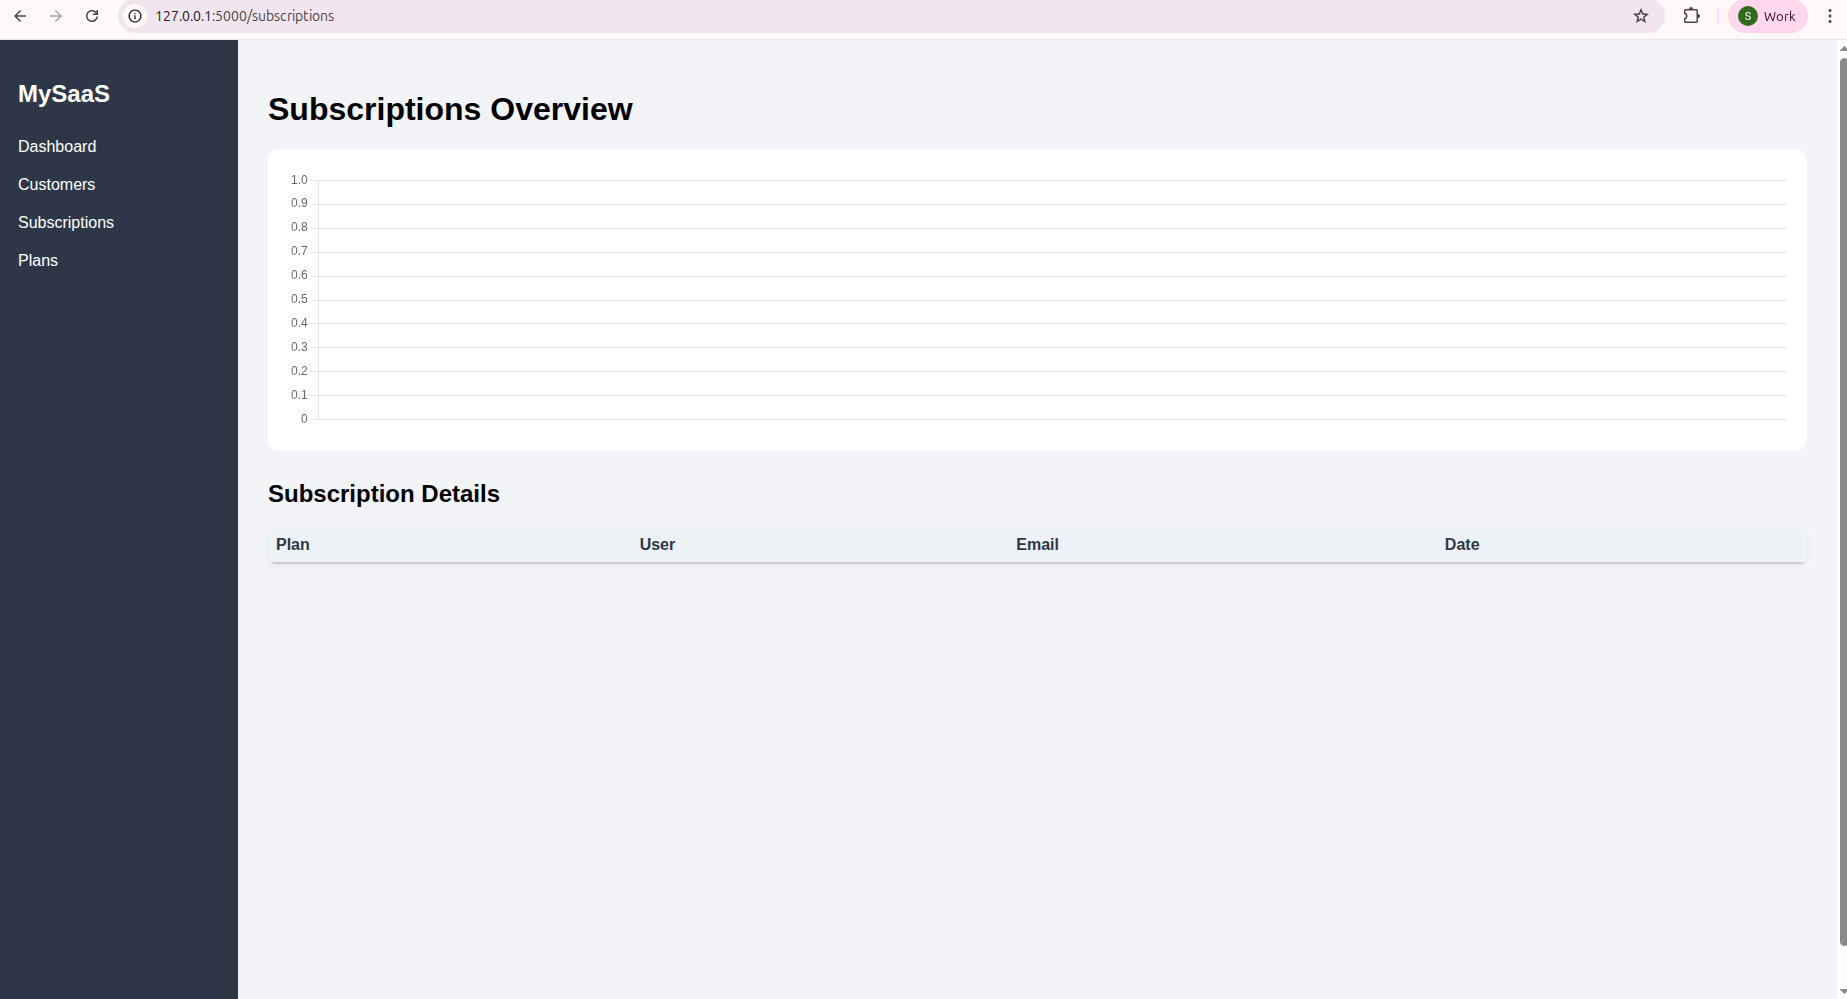 127.0.0.1:5000/subscriptions
S Work
MySaaS
Dashboard
Customers
Subscriptions
Plans
Subscriptions Overview
1.0
0.9
0.8
0.7
0.6
0.5
0.4
0.3
0.2
0.1
0
Subscription Details
Plan User Email Date